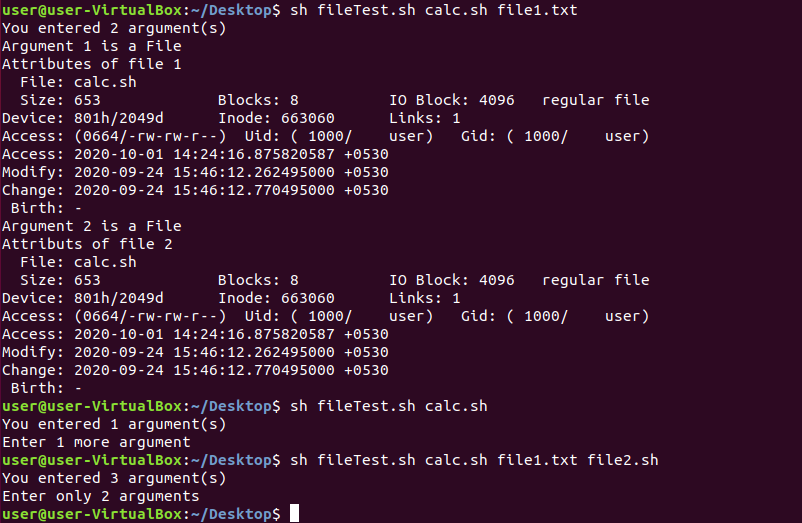 user@user-VirtualBox:~/Desktop$ sh fileTest.sh calc.sh file1.txt
You entered 2 argument(s)
Argument 1 is a File
Attributes of file 1
  File: calc.sh
  Size: 653             Blocks: 8          IO Block: 4096   regular file
Device: 801h/2049d      Inode: 663060      Links: 1
Access: (0664/-rw-rw-r--)  Uid: ( 1000/    user)   Gid: ( 1000/    user)
Access: 2020-10-01 14:24:16.875820587 +0530
Modify: 2020-09-24 15:46:12.262495000 +0530
Change: 2020-09-24 15:46:12.770495000 +0530
 Birth: -
Argument 2 is a File
Attributs of file 2
  File: calc.sh
  Size: 653             Blocks: 8          IO Block: 4096   regular file
Device: 801h/2049d      Inode: 663060      Links: 1
Access: (0664/-rw-rw-r--)  Uid: ( 1000/    user)   Gid: ( 1000/    user)
Access: 2020-10-01 14:24:16.875820587 +0530
Modify: 2020-09-24 15:46:12.262495000 +0530
Change: 2020-09-24 15:46:12.770495000 +0530
 Birth: -
user@user-VirtualBox:~/Desktop$ sh fileTest.sh calc.sh
You entered 1 argument(s)
Enter 1 more argument
user@user-VirtualBox:~/Desktop$ sh fileTest.sh calc.sh file1.txt file2.sh
You entered 3 argument(s)
Enter only 2 arguments
user@user-VirtualBox:~/Desktop$